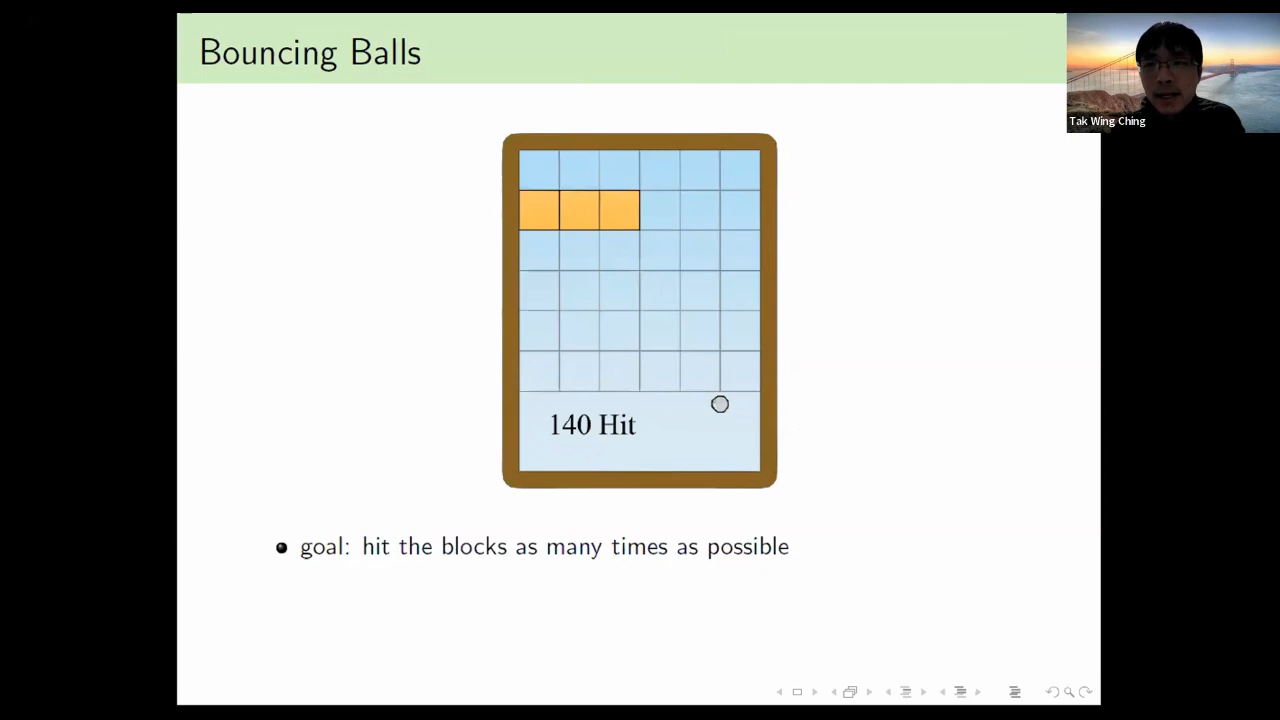 Bouncing Balls
Tak Wing Ching
140 Hit
goal: hit the blocks as many times as possible